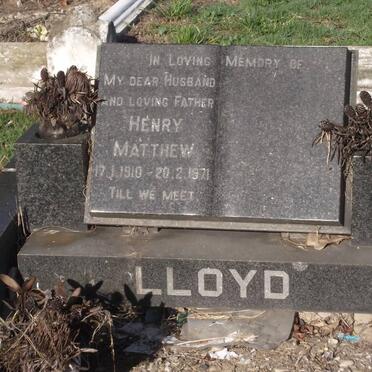 In Loving Memory of
My dear Husband
and loving Father
Henry
Matthew
17.1.1910 - 20.2.1971
Till we meet
LLOYD